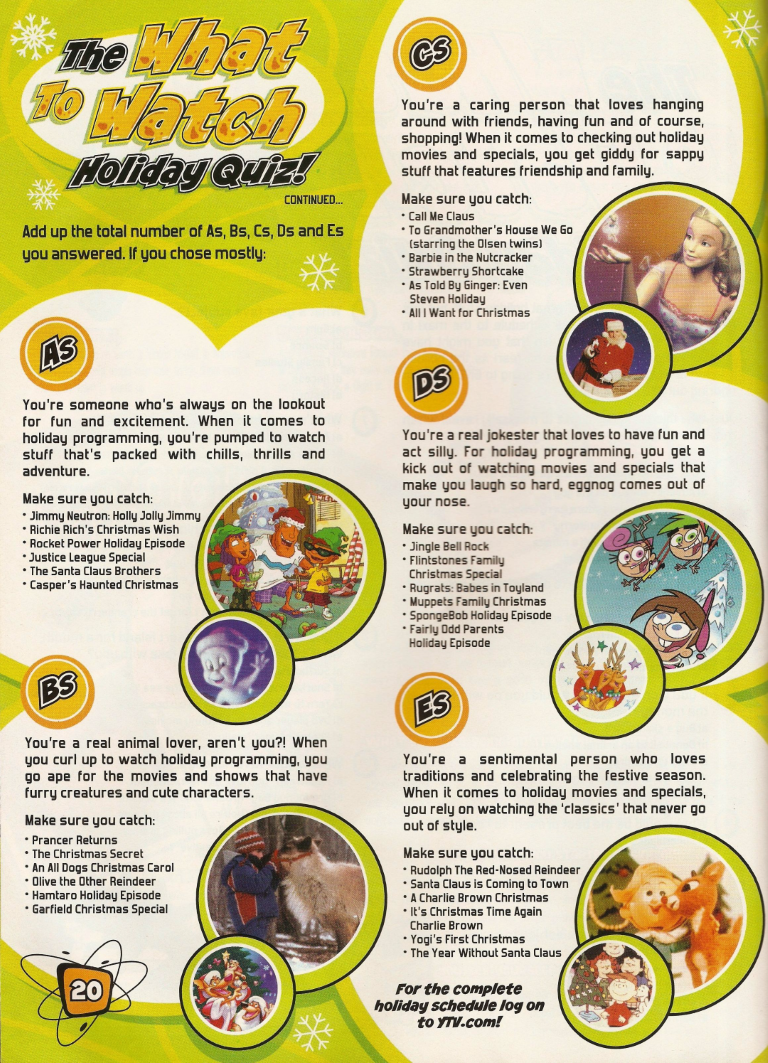 The What
To Watch
Holiday Quiz!
CONTINUED...
Add up the total number of As, Bs, Cs, Ds and Es
you answered. If you chose mostly:
As
You're someone who's always on the lookout
for fun and excitement. When it comes to
holiday programming, you're pumped to watch
stuff that's packed with chills, thrills and
adventure.
Make sure you catch:
• Jimmy Neutron: Holly Jolly Jimmy
• Richie Rich's Christmas Wish
• Rocket Power Holiday Episode
• Justice League Special
• The Santa Claus Brothers
• Casper's Haunted Christmas
Bs
You're a real animal lover, aren't you?! When
you curl up to watch holiday programming, you
go ape for the movies and shows that have
furry creatures and cute characters.
Make sure you catch:
• Prancer Returns
• The Christmas Secret
• An All Dogs Christmas Carol
• Olive the Other Reindeer
• Hamtaro Holiday Episode
• Garfield Christmas Special
20
Cs
You're a caring person that loves hanging
around with friends, having fun and of course,
shopping! When it comes to checking out holiday
movies and specials, you get giddy for sappy
stuff that features friendship and family.
Make sure you catch:
• Call Me Claus
• To Grandmother's House We Go
(starring the Olsen twins)
• Barbie in the Nutcracker
• Strawberry Shortcake
• As Told By Ginger: Even
Steven Holiday
• All I Want for Christmas
Ds
You're a real jokester that loves to have fun and
act silly. For holiday programming, you get a
kick out of watching movies and specials that
make you laugh so hard, eggnog comes out of
your nose.
Make sure you catch:
• Jingle Bell Rock
• Flintstones Family
Christmas Special
• Rugrats: Babes in Toyland
• Muppets Family Christmas
• SpongeBob Holiday Episode
• Fairly Odd Parents
Holiday Episode
Es
You're a sentimental person who loves
traditions and celebrating the festive season.
When it comes to holiday movies and specials,
you rely on watching the 'classics' that never go
out of style.
Make sure you catch:
• Rudolph The Red-Nosed Reindeer
• Santa Claus is Coming to Town
• A Charlie Brown Christmas
• It's Christmas Time Again
Charlie Brown
• Yogi's First Christmas
• The Year Without Santa Claus
For the complete
holiday schedule log on
to YTV.com!